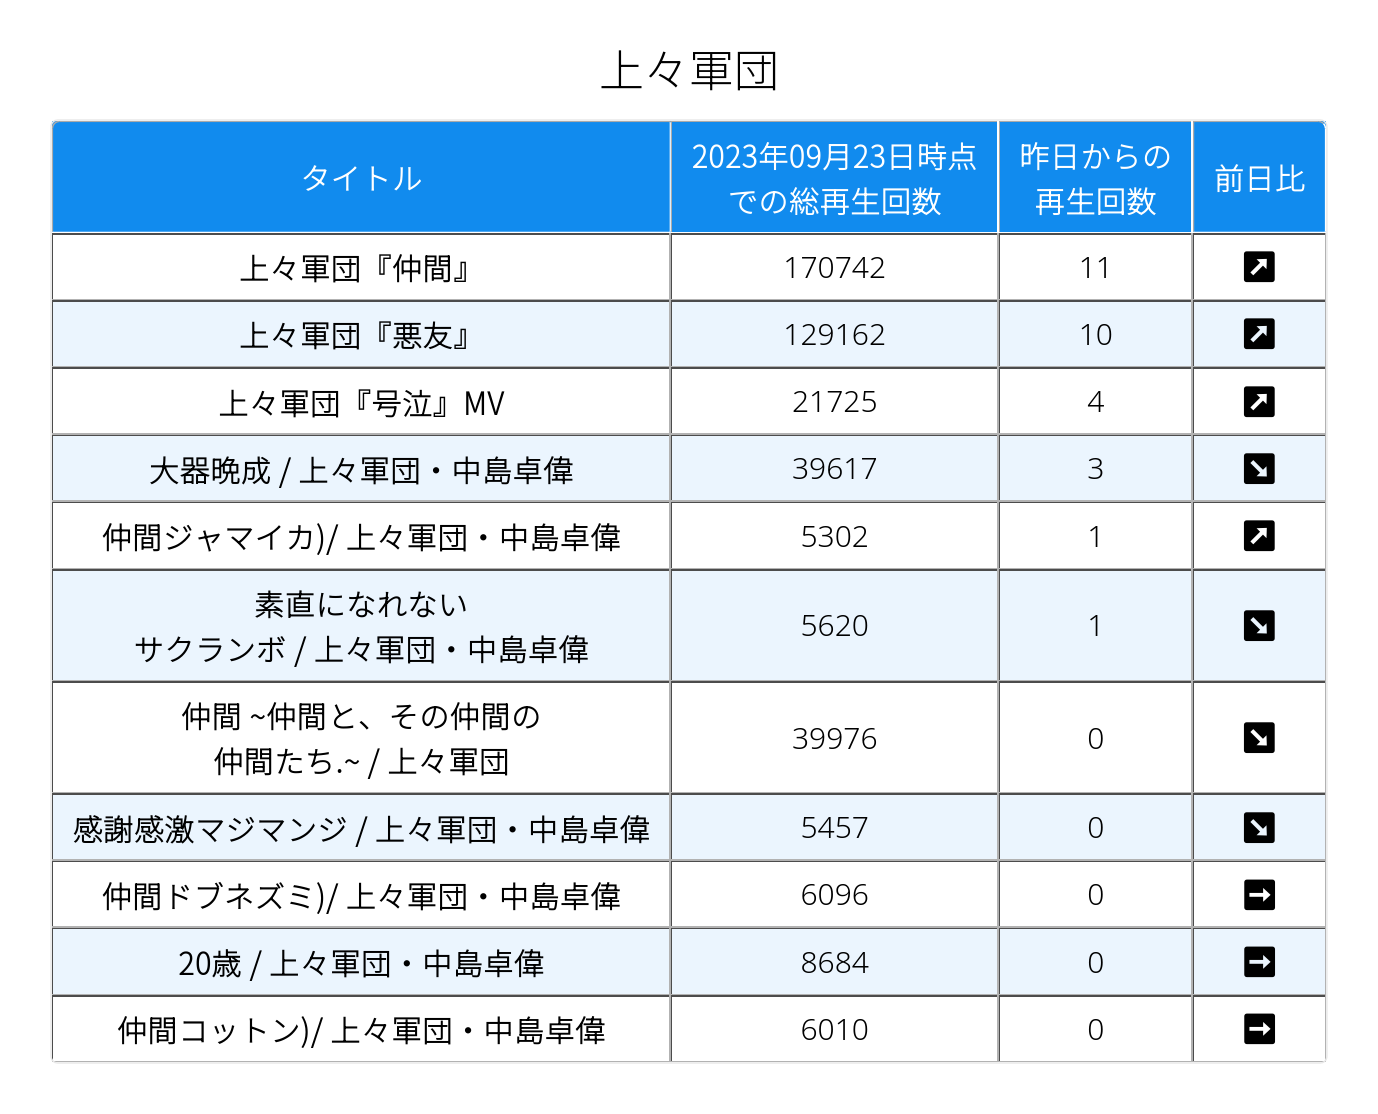 上々軍団
タイトル
2023年09月23日時点
での総再生回数
昨日からの
再生回数
前日比
上々軍団『仲間』 170742 11 ↗
上々軍団『悪友』 129162 10 ↗
上々軍団『号泣』MV 21725 4 ↗
大器晩成 / 上々軍団・中島卓偉 39617 3 ↘
仲間ジャマイカ)/ 上々軍団・中島卓偉 5302 1 ↗
素直になれない
サクランボ / 上々軍団・中島卓偉 5620 1 ↘
仲間 ~仲間と、その仲間の
仲間たち.~ / 上々軍団 39976 0 ↘
感謝感激マジマンジ / 上々軍団・中島卓偉 5457 0 ↘
仲間ドブネズミ)/ 上々軍団・中島卓偉 6096 0 →
20歳 / 上々軍団・中島卓偉 8684 0 →
仲間コットン)/ 上々軍団・中島卓偉 6010 0 →